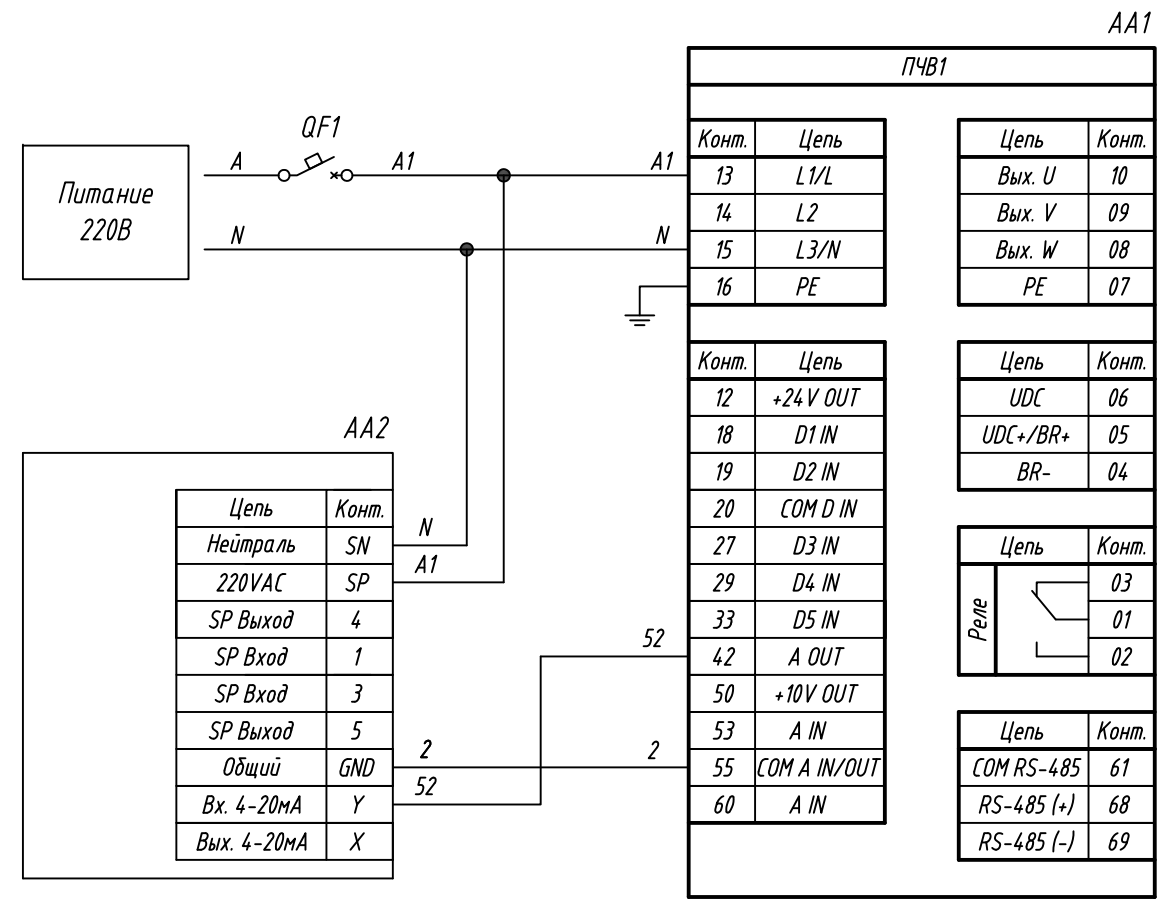 AA1
ПЧВ1
QF1
Питание
220В
A
A1
A1
N
N
Конт. Цепь
13 L1/L
14 L2
15 L3/N
16 PE
Цепь Конт.
Вых. U 10
Вых. V 09
Вых. W 08
PE 07
Конт. Цепь
12 +24V OUT
18 D1 IN
19 D2 IN
20 COM D IN
27 D3 IN
29 D4 IN
33 D5 IN
42 A OUT
50 +10V OUT
53 A IN
55 COM A IN/OUT
60 A IN
Цепь Конт.
UDC 06
UDC+/BR+ 05
BR- 04
Цепь Конт.
Реле
03
01
02
Цепь Конт.
COM RS-485 61
RS-485 (+) 68
RS-485 (-) 69
AA2
Цепь Конт.
Нейтраль SN
220VAC SP
SP Выход 4
SP Вход 1
SP Вход 3
SP Выход 5
Общий GND
Вх. 4-20мА Y
Вых. 4-20мА X
N
A1
52
2
2
52